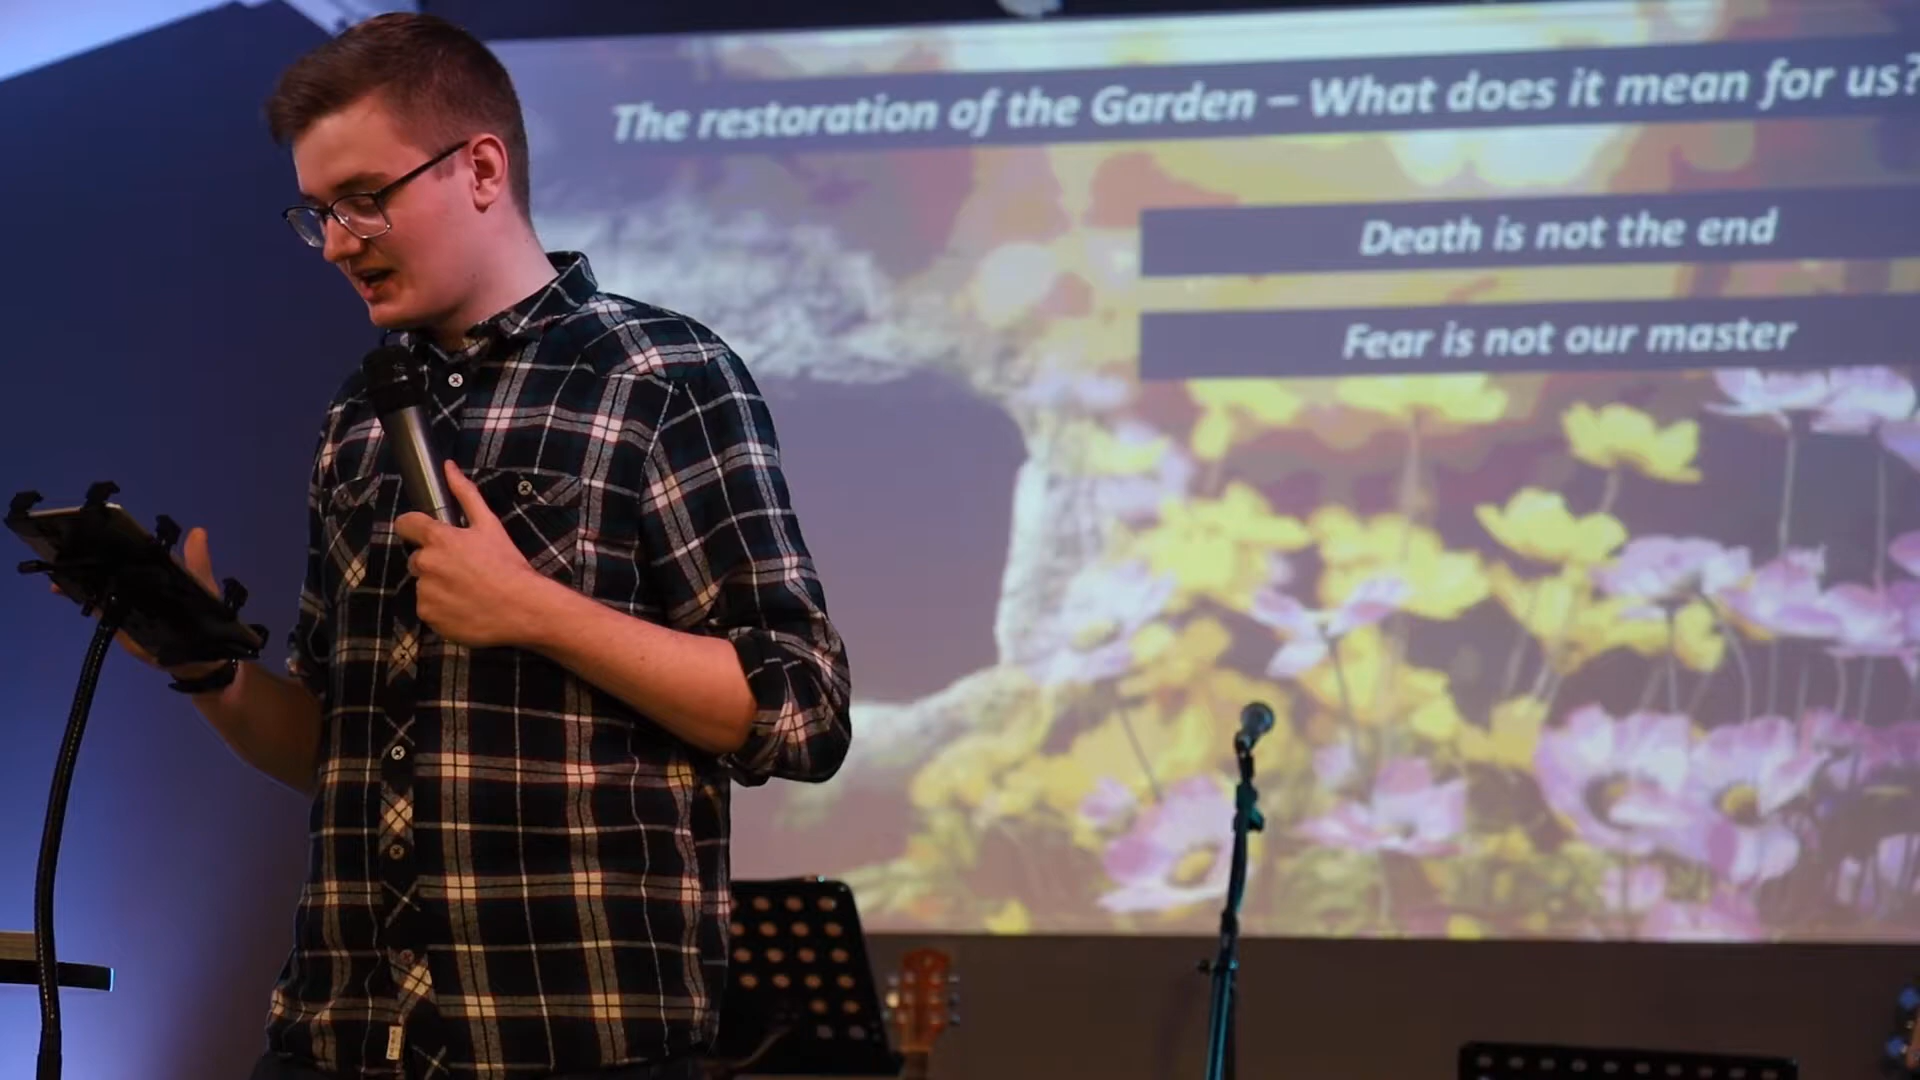 The restoration of the Garden – What does it mean for us?
Death is not the end
Fear is not our master